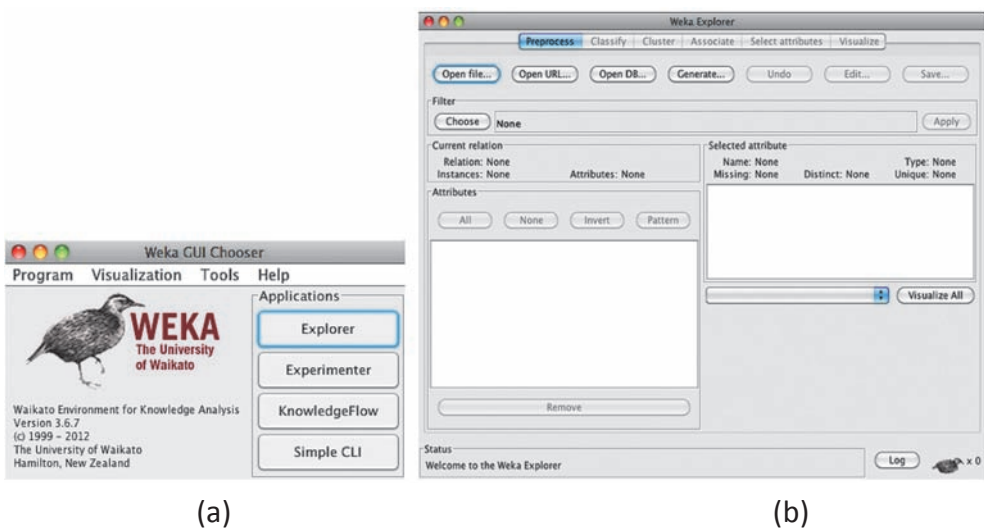 Weka GUI Chooser
Program Visualization Tools Help
WEKA
The University
of Waikato
Waikato Environment for Knowledge Analysis
Version 3.6.7
(c) 1999 – 2012
The University of Waikato
Hamilton, New Zealand
Applications
Explorer
Experimenter
KnowledgeFlow
Simple CLI
(a)
Weka Explorer
Preprocess Classify Cluster Associate Select attributes Visualize
Open file... Open URL... Open DB... Generate... Undo Edit... Save...
Filter
Choose None Apply
Current relation
Relation: None
Instances: None Attributes: None
Attributes
All None Invert Pattern
Remove
Selected attribute
Name: None Type: None
Missing: None Distinct: None Unique: None
Visualize All
Status
Welcome to the Weka Explorer
Log x 0
(b)